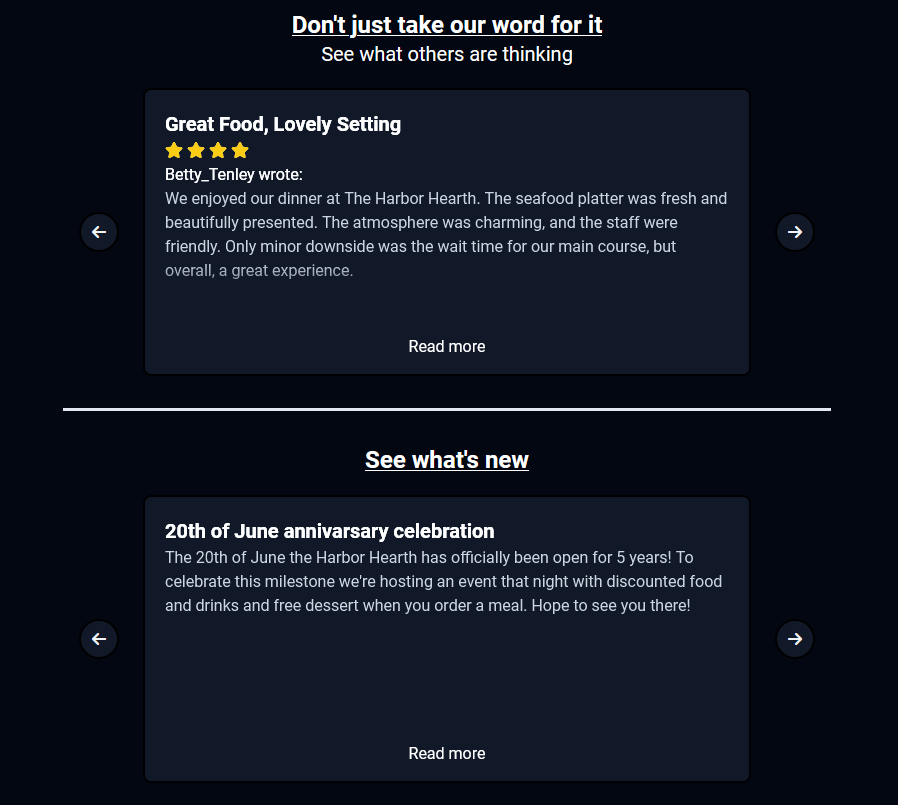 Don't just take our word for it
See what others are thinking
Great Food, Lovely Setting
Betty_Tenley wrote:
We enjoyed our dinner at The Harbor Hearth. The seafood platter was fresh and
beautifully presented. The atmosphere was charming, and the staff were
friendly. Only minor downside was the wait time for our main course, but
overall, a great experience.
Read more
See what's new
20th of June annivarsary celebration
The 20th of June the Harbor Hearth has officially been open for 5 years! To
celebrate this milestone we're hosting an event that night with discounted food
and drinks and free dessert when you order a meal. Hope to see you there!
Read more